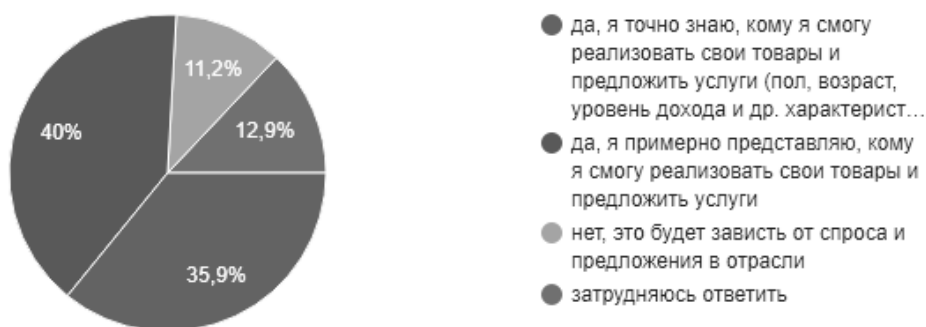 11,2%
12,9%
40%
35,9%
да, я точно знаю, кому я смогу
реализовать свои товары и
предложить услуги (пол, возраст,
уровень дохода и др. характерист…
да, я примерно представляю, кому
я смогу реализовать свои товары и
предложить услуги
нет, это будет зависть от спроса и
предложения в отрасли
затрудняюсь ответить